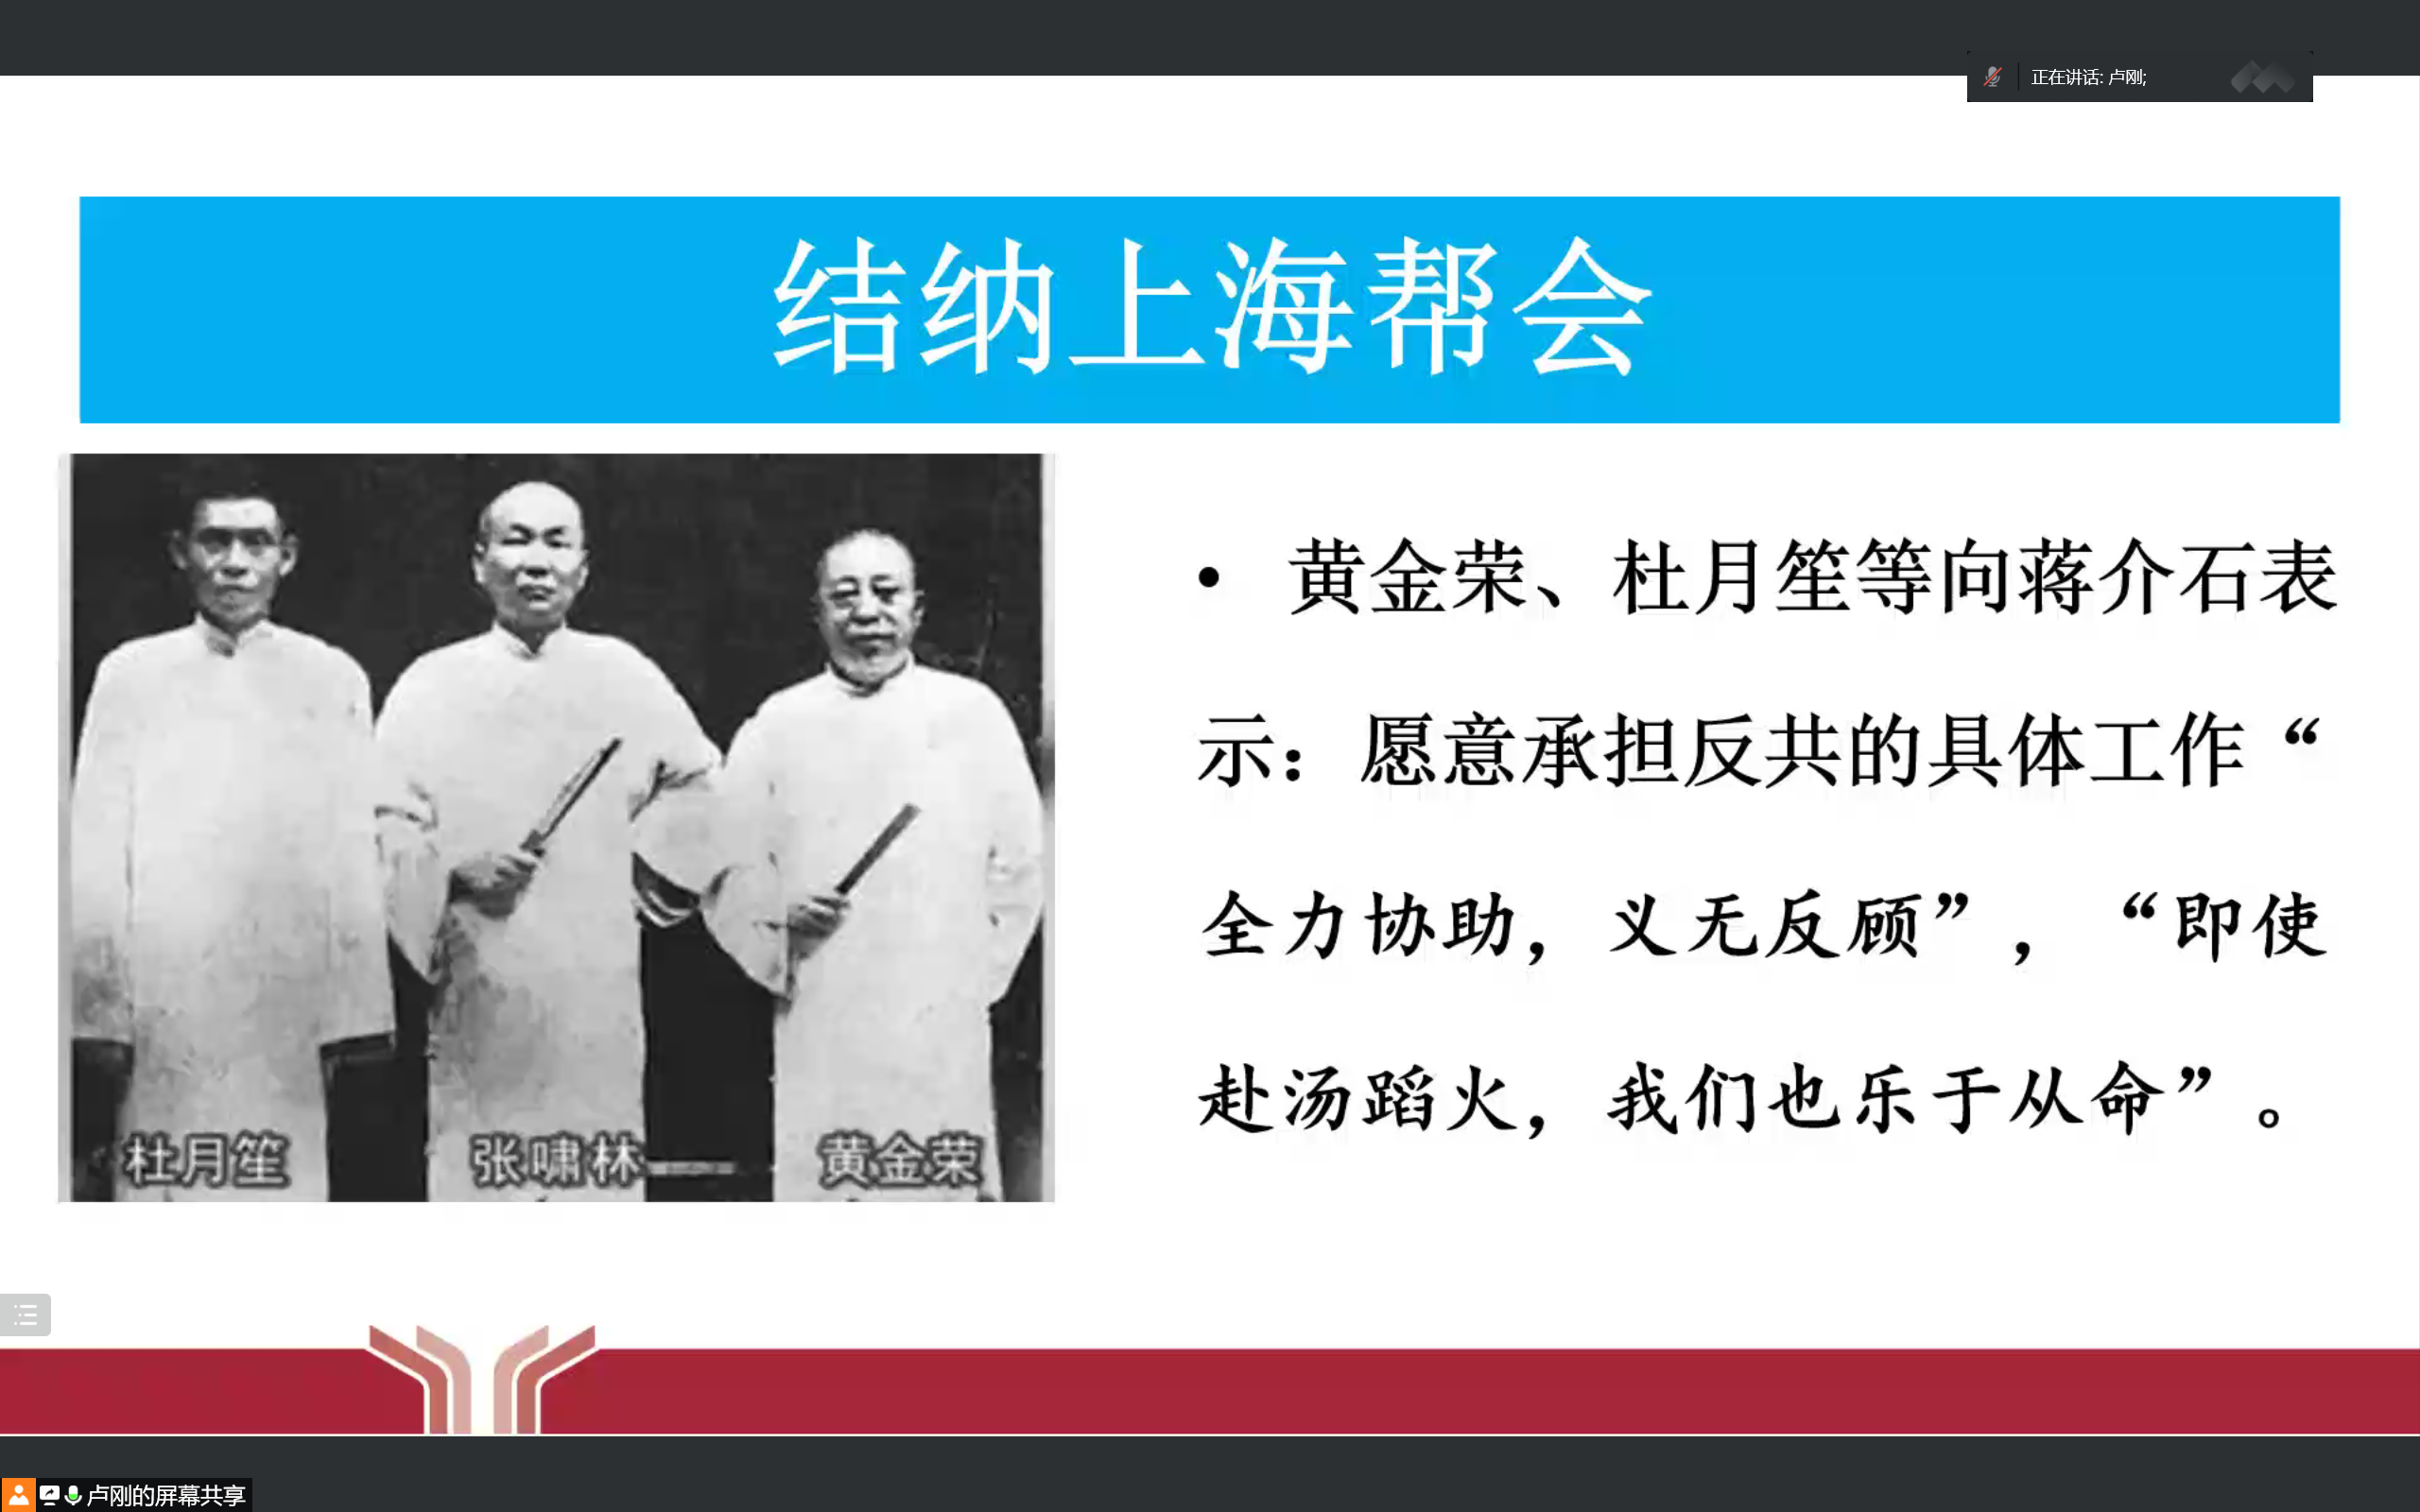 正在讲话: 卢刚;
结纳上海帮会
杜月笙
张啸林
黄金荣
• 黄金荣、杜月笙等向蒋介石表
示：愿意承担反共的具体工作“
全力协助，义无反顾”，“即使
赴汤蹈火，我们也乐于从命”。
卢刚的屏幕共享